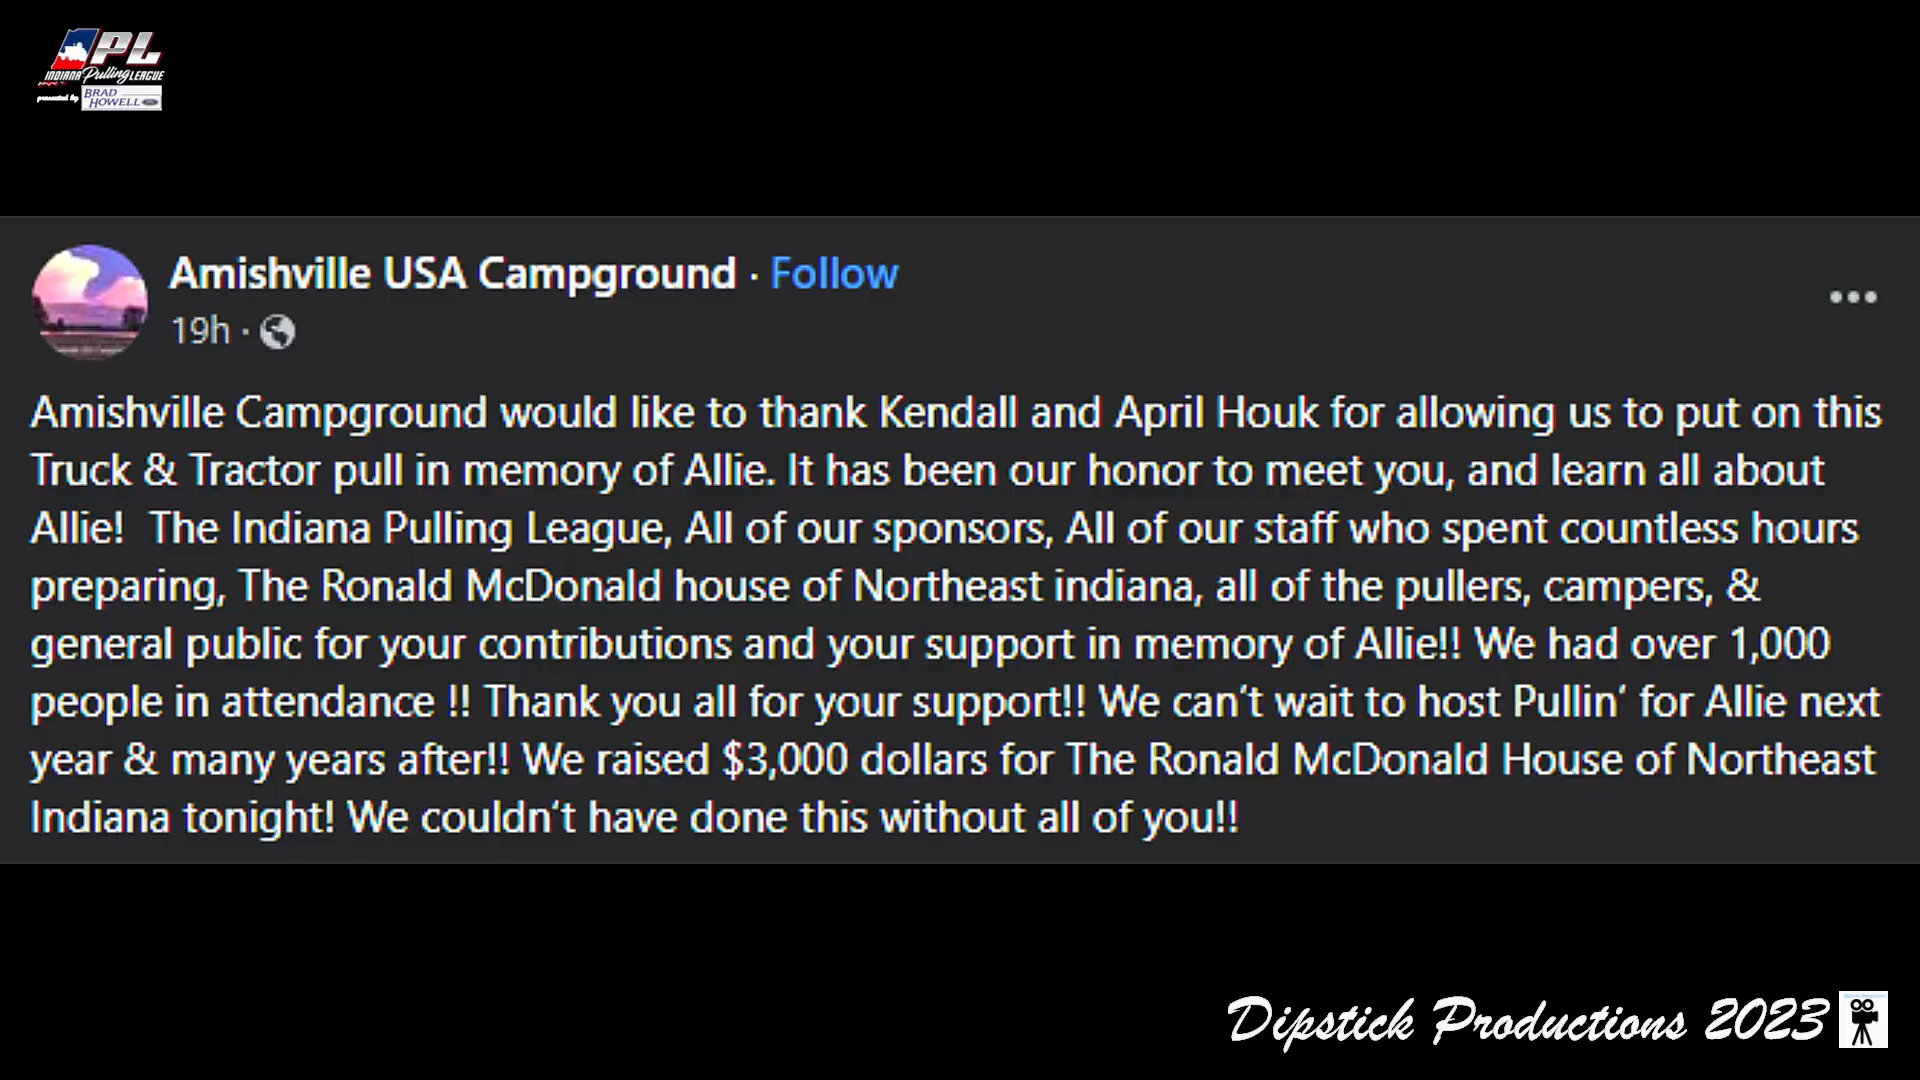 IPL
INDIANA Pulling LEAGUE
presented by BRAD HOWELL
Amishville USA Campground · Follow
19h ·
Amishville Campground would like to thank Kendall and April Houk for allowing us to put on this
Truck & Tractor pull in memory of Allie. It has been our honor to meet you, and learn all about
Allie!  The Indiana Pulling League, All of our sponsors, All of our staff who spent countless hours
preparing, The Ronald McDonald house of Northeast indiana, all of the pullers, campers, &
general public for your contributions and your support in memory of Allie!! We had over 1,000
people in attendance !! Thank you all for your support!! We can't wait to host Pullin' for Allie next
year & many years after!! We raised $3,000 dollars for The Ronald McDonald House of Northeast
Indiana tonight! We couldn't have done this without all of you!!
Dipstick Productions 2023